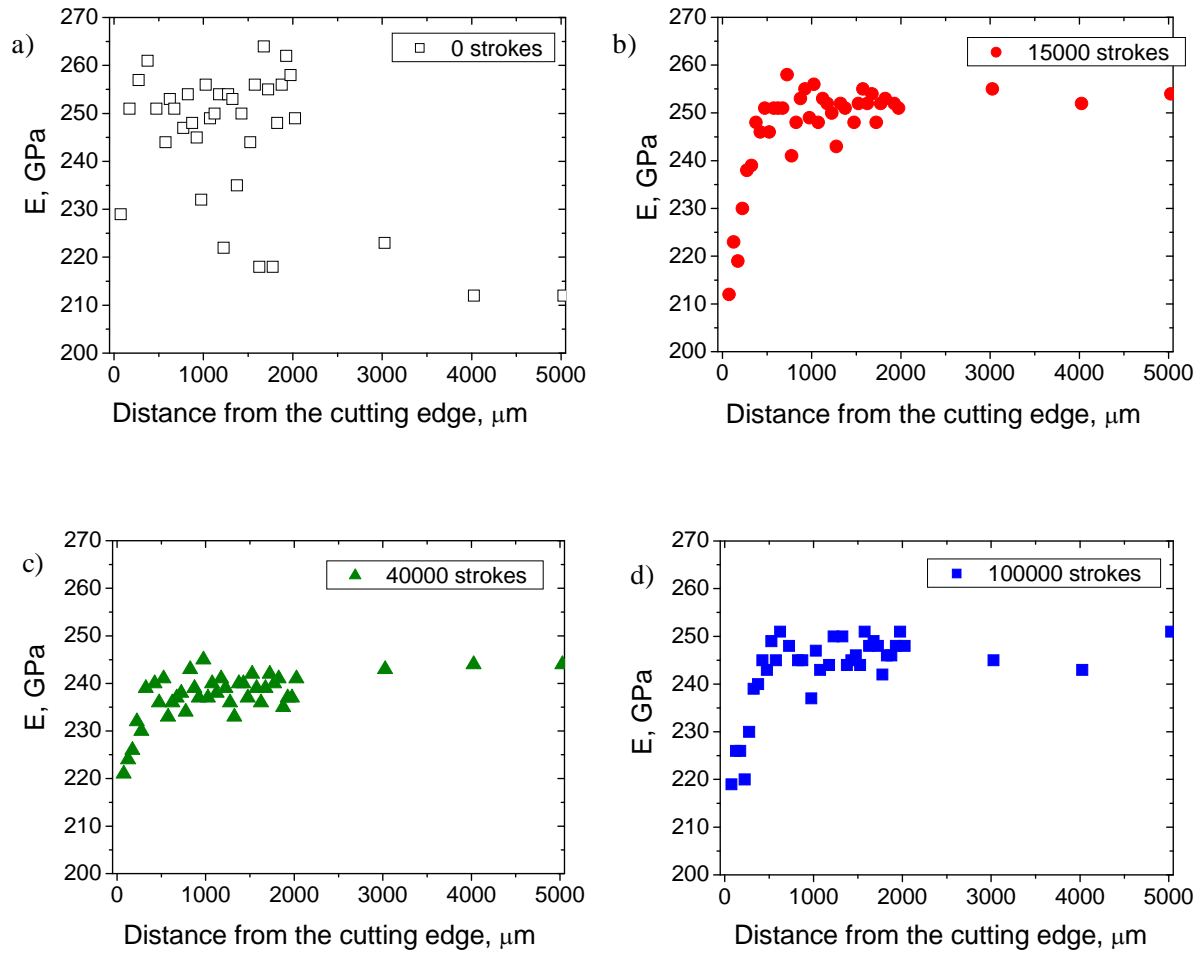 a)
0 strokes
270
260
250
240
230
220
210
200
E, GPa
0 1000 2000 3000 4000 5000
Distance from the cutting edge, μm
b)
15000 strokes
270
260
250
240
230
220
210
200
E, GPa
0 1000 2000 3000 4000 5000
Distance from the cutting edge, μm
c)
40000 strokes
270
260
250
240
230
220
210
200
E, GPa
0 1000 2000 3000 4000 5000
Distance from the cutting edge, μm
d)
100000 strokes
270
260
250
240
230
220
210
200
E, GPa
0 1000 2000 3000 4000 5000
Distance from the cutting edge, μm